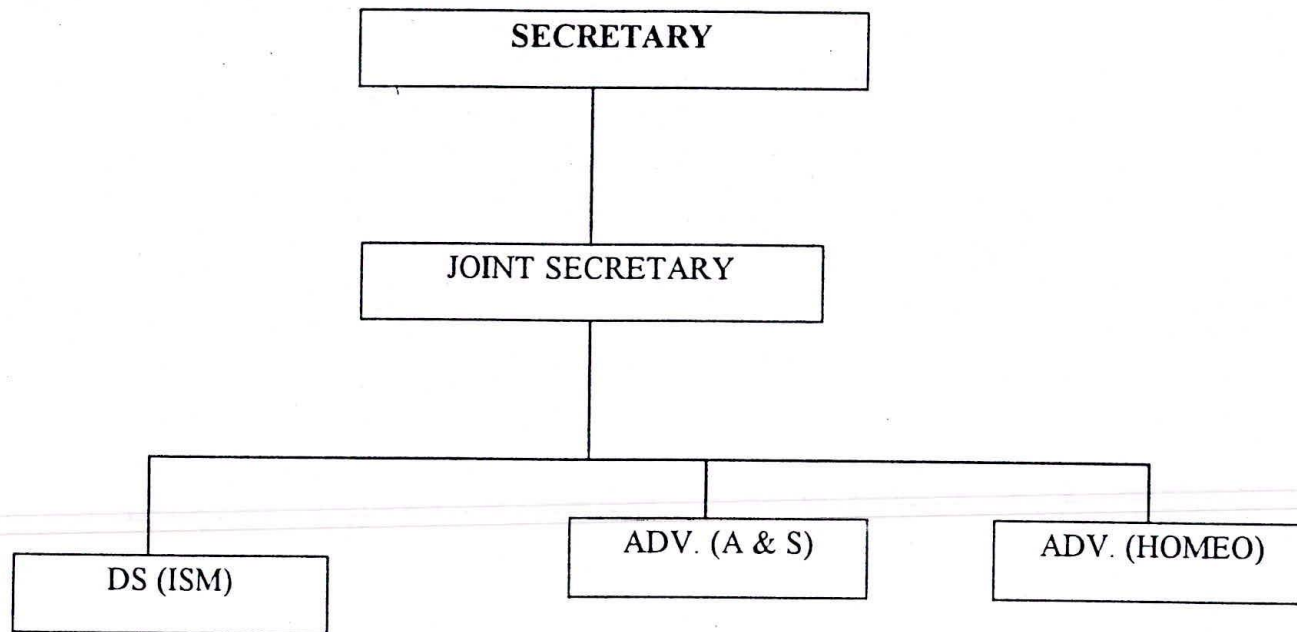 SECRETARY
JOINT SECRETARY
DS (ISM)
ADV. (A & S)
ADV. (HOMEO)